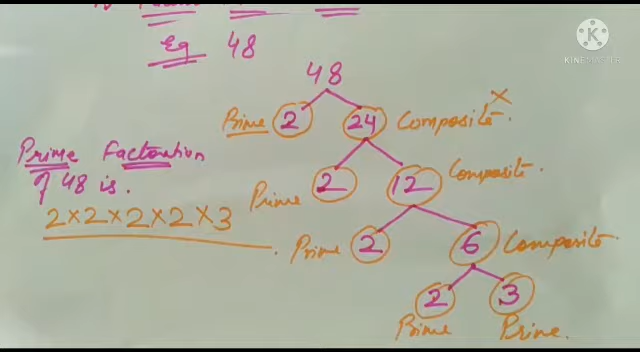 Eg 48
48
Prime 2 24 Composite ×
Prime Factoution
of 48 is.
2×2×2×2×3
Prime 2 12 Composite.
Prime 2 6 Composite.
2 3
Prime Prime.
KINEMASTER